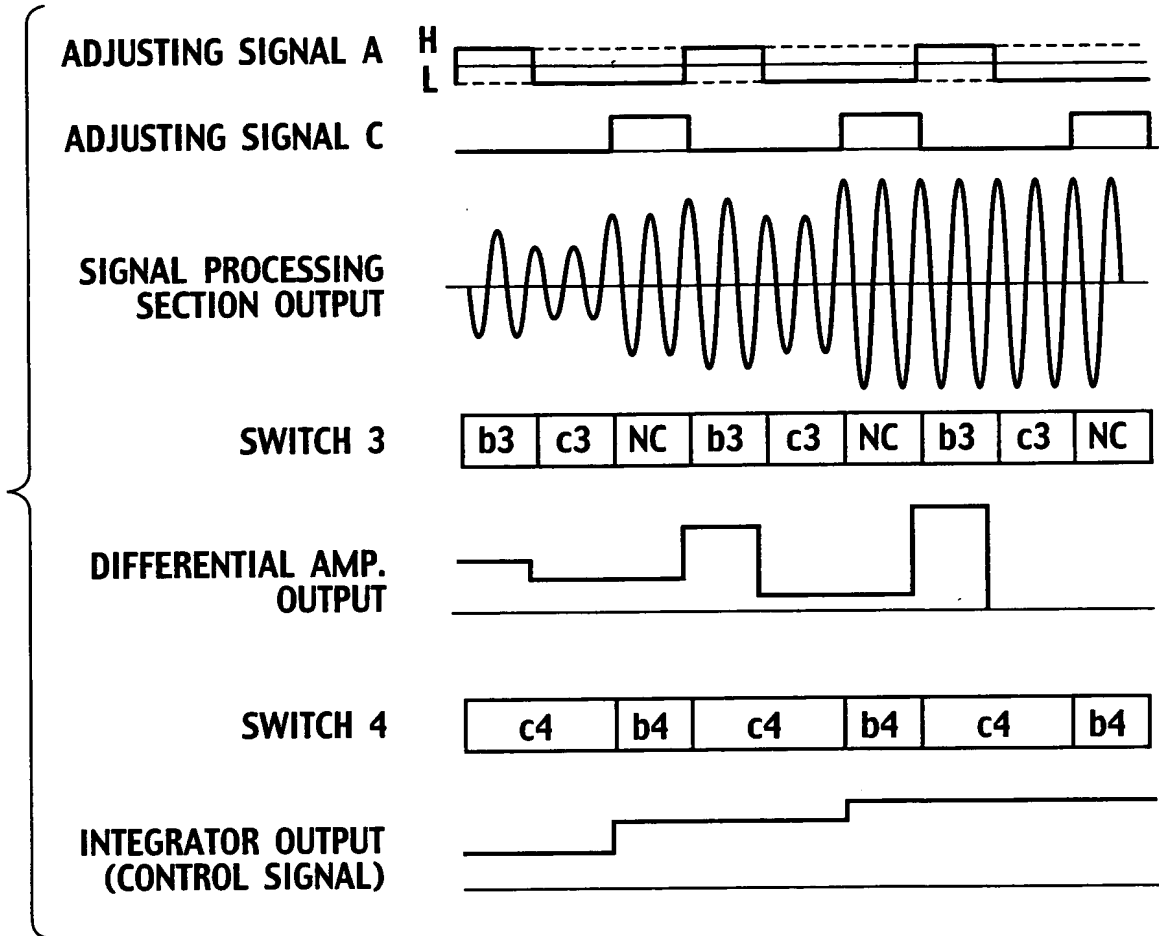 ADJUSTING SIGNAL A
H
L
ADJUSTING SIGNAL C
SIGNAL PROCESSING
SECTION OUTPUT
SWITCH 3
b3 c3 NC b3 c3 NC b3 c3 NC
DIFFERENTIAL AMP.
OUTPUT
SWITCH 4
c4 b4 c4 b4 c4 b4
INTEGRATOR OUTPUT
(CONTROL SIGNAL)